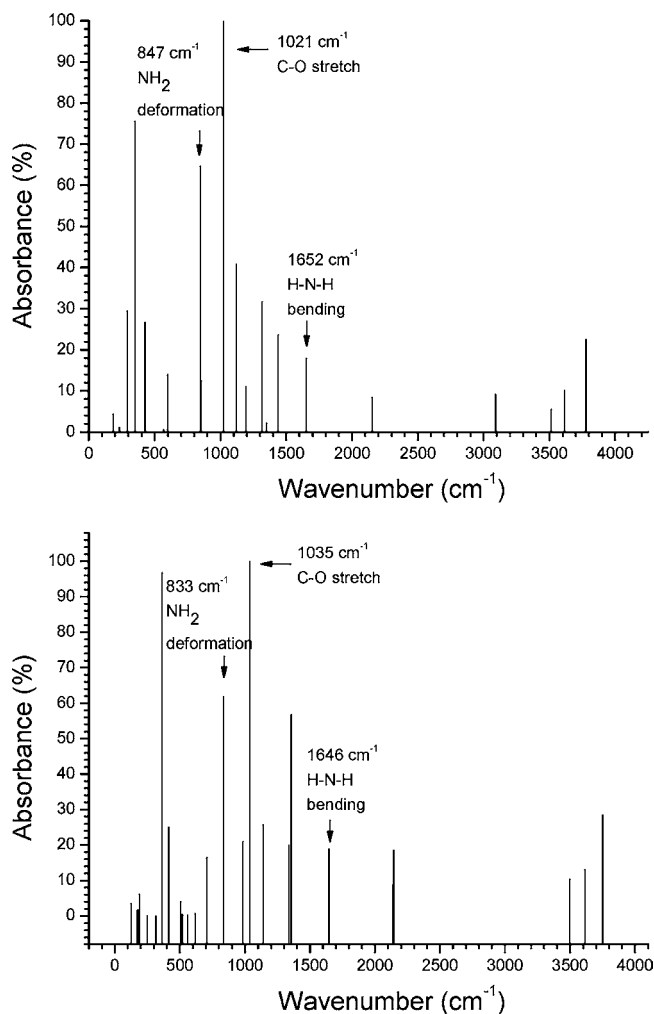 100
90
80
70
60
50
40
30
20
10
0
Absorbance (%)
847 cm⁻¹
NH₂
deformation
1021 cm⁻¹
C-O stretch
1652 cm⁻¹
H-N-H
bending
0 500 1000 1500 2000 2500 3000 3500 4000
Wavenumber (cm⁻¹)
100
90
80
70
60
50
40
30
20
10
0
Absorbance (%)
833 cm⁻¹
NH₂
deformation
1035 cm⁻¹
C-O stretch
1646 cm⁻¹
H-N-H
bending
0 500 1000 1500 2000 2500 3000 3500 4000
Wavenumber (cm⁻¹)